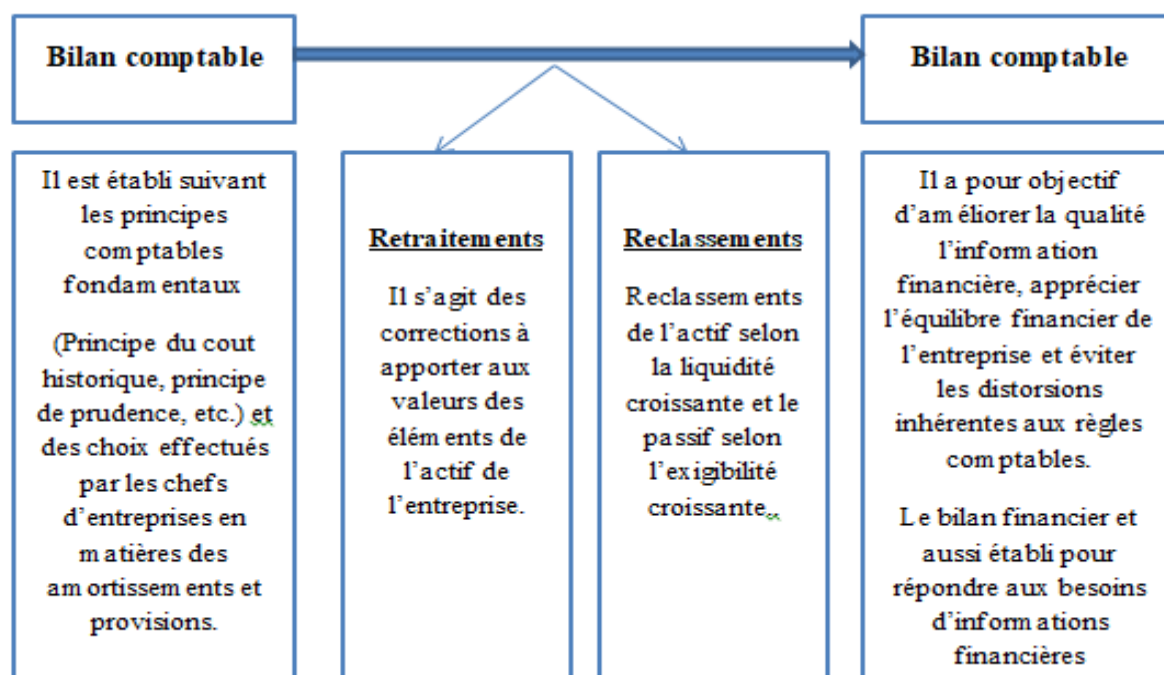 Bilan comptable
Bilan comptable
Il est établi suivant
les principes
comptables
fondamentaux
(Principe du cout
historique, principe
de prudence, etc.) et
des choix effectués
par les chefs
d'entreprises en
matières des
amortissements et
provisions.
Retraitements
Il s'agit des
corrections à
apporter aux
valeurs des
éléments de
l'actif de
l'entreprise.
Reclassements
Reclassements
de l'actif selon
la liquidité
croissante et le
passif selon
l'exigibilité
croissante..
Il a pour objectif
d'améliorer la qualité
l'information
financière, apprécier
l'équilibre financier de
l'entreprise et éviter
les distorsions
inhérentes aux règles
comptables.
Le bilan financier et
aussi établi pour
répondre aux besoins
d'informations
financières